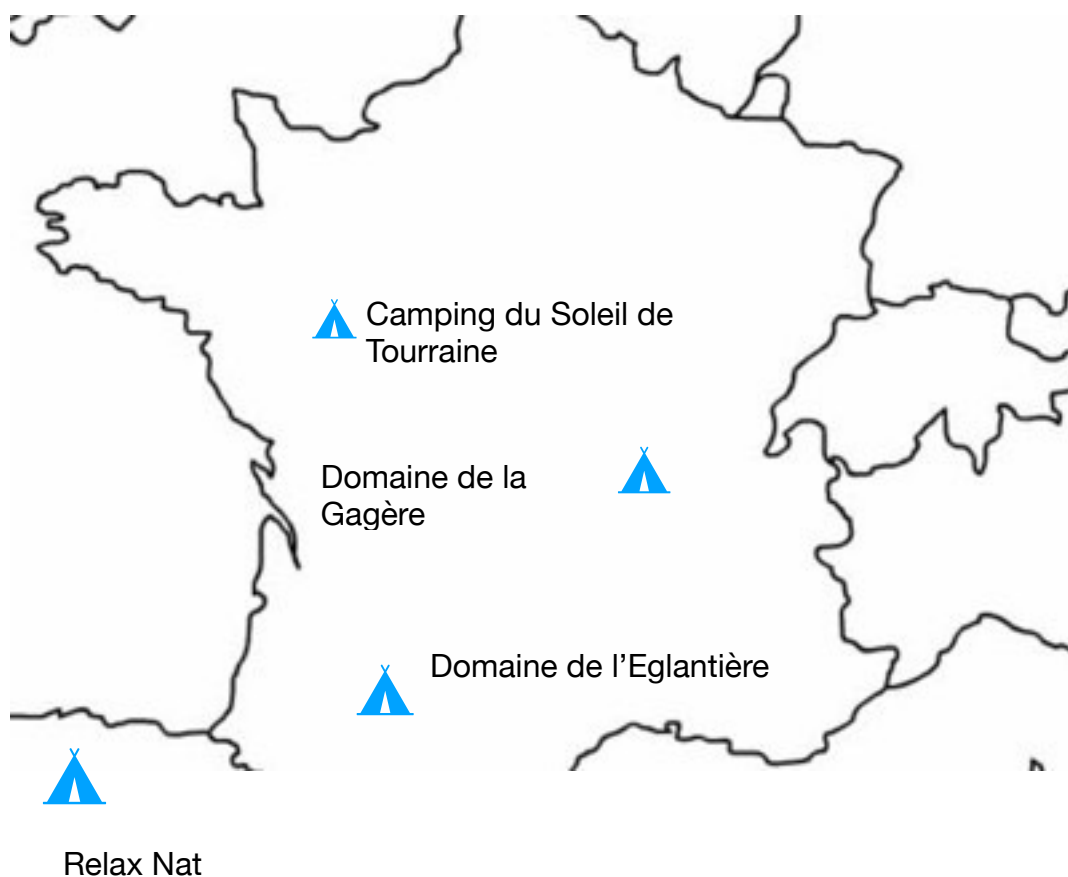 Camping du Soleil de
Tourraine
Domaine de la
Gagère
Domaine de l’Eglantière
Relax Nat